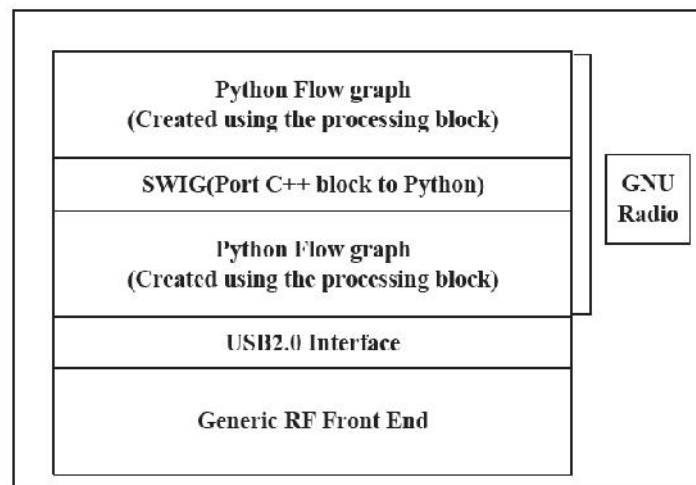 Python Flow graph
(Created using the processing block)
SWIG(Port C++ block to Python)
Python Flow graph
(Created using the processing block)
USB2.0 Interface
Generic RF Front End
GNU
Radio